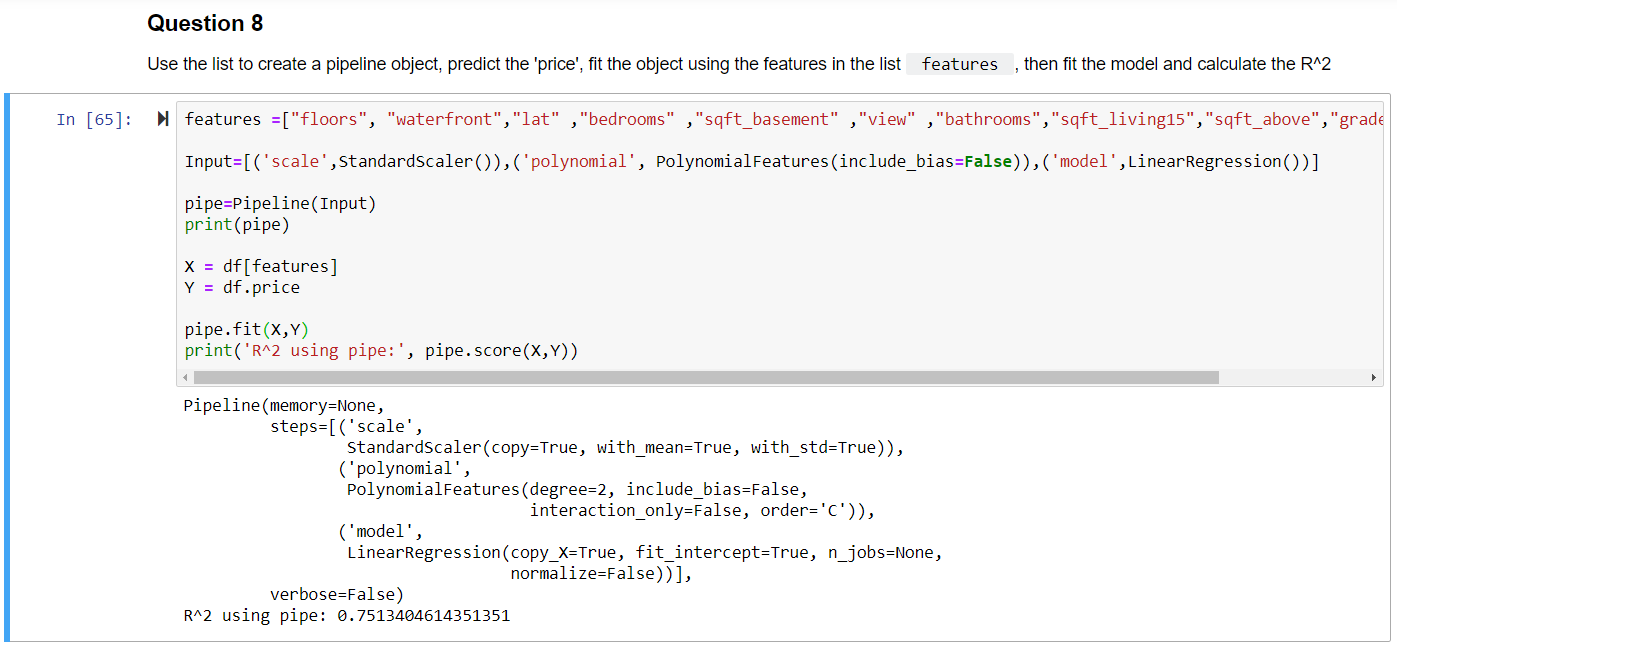 Question 8
Use the list to create a pipeline object, predict the 'price', fit the object using the features in the list features , then fit the model and calculate the R^2
In [65]:
features =["floors", "waterfront","lat" ,"bedrooms" ,"sqft_basement" ,"view" ,"bathrooms","sqft_living15","sqft_above","grade
Input=[('scale',StandardScaler()),('polynomial', PolynomialFeatures(include_bias=False)),('model',LinearRegression())]
pipe=Pipeline(Input)
print(pipe)
X = df[features]
Y = df.price
pipe.fit(X,Y)
print('R^2 using pipe:', pipe.score(X,Y))
Pipeline(memory=None,
steps=[('scale',
StandardScaler(copy=True, with_mean=True, with_std=True)),
('polynomial',
PolynomialFeatures(degree=2, include_bias=False,
interaction_only=False, order='C')),
('model',
LinearRegression(copy_X=True, fit_intercept=True, n_jobs=None,
normalize=False))],
verbose=False)
R^2 using pipe: 0.7513404614351351